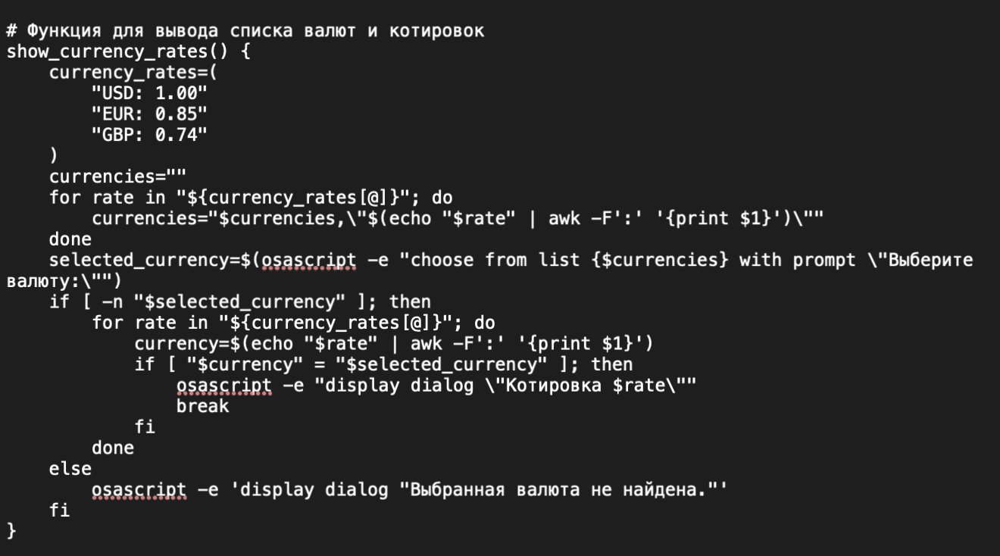 # Функция для вывода списка валют и котировок
show_currency_rates() {
    currency_rates=(
        "USD: 1.00"
        "EUR: 0.85"
        "GBP: 0.74"
    )
    currencies=""
    for rate in "${currency_rates[@]}"; do
        currencies="$currencies,\"$(echo "$rate" | awk -F':' '{print $1}')\""
    done
    selected_currency=$(osascript -e "choose from list {$currencies} with prompt \"Выберите
валюту:\"")
    if [ -n "$selected_currency" ]; then
        for rate in "${currency_rates[@]}"; do
            currency=$(echo "$rate" | awk -F':' '{print $1}')
            if [ "$currency" = "$selected_currency" ]; then
                osascript -e "display dialog \"Котировка $rate\""
                break
            fi
        done
    else
        osascript -e 'display dialog "Выбранная валюта не найдена."'
    fi
}